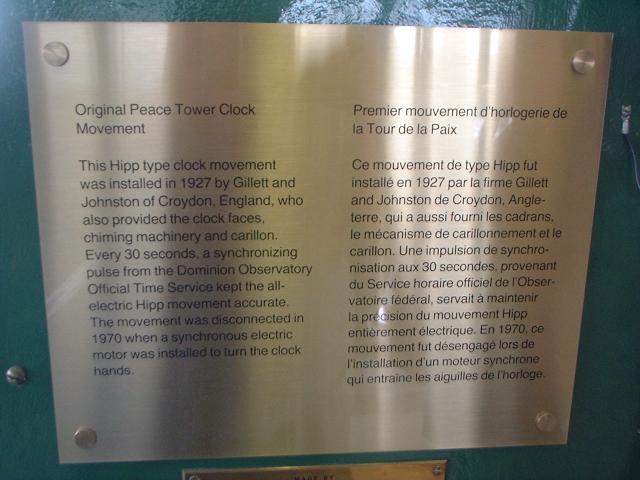 Original Peace Tower Clock
Movement
This Hipp type clock movement
was installed in 1927 by Gillett and
Johnston of Croydon, England, who
also provided the clock faces,
chiming machinery and carillon.
Every 30 seconds, a synchronizing
pulse from the Dominion Observatory
Official Time Service kept the all-
electric Hipp movement accurate.
The movement was disconnected in
1970 when a synchronous electric
motor was installed to turn the clock
hands.
Premier mouvement d'horlogerie de
la Tour de la Paix
Ce mouvement de type Hipp fut
installé en 1927 par la firme Gillett
and Johnston de Croydon, Angle-
terre, qui a aussi fourni les cadrans,
le mécanisme de carillonnement et le
carillon. Une impulsion de synchro-
nisation aux 30 secondes, provenant
du Service horaire officiel de l'Obser-
vatoire fédéral, servait à maintenir
la précision du mouvement Hipp
entièrement électrique. En 1970, ce
mouvement fut désengagé lors de
l'installation d'un moteur synchrone
qui entraîne les aiguilles de l'horloge.
MADE BY